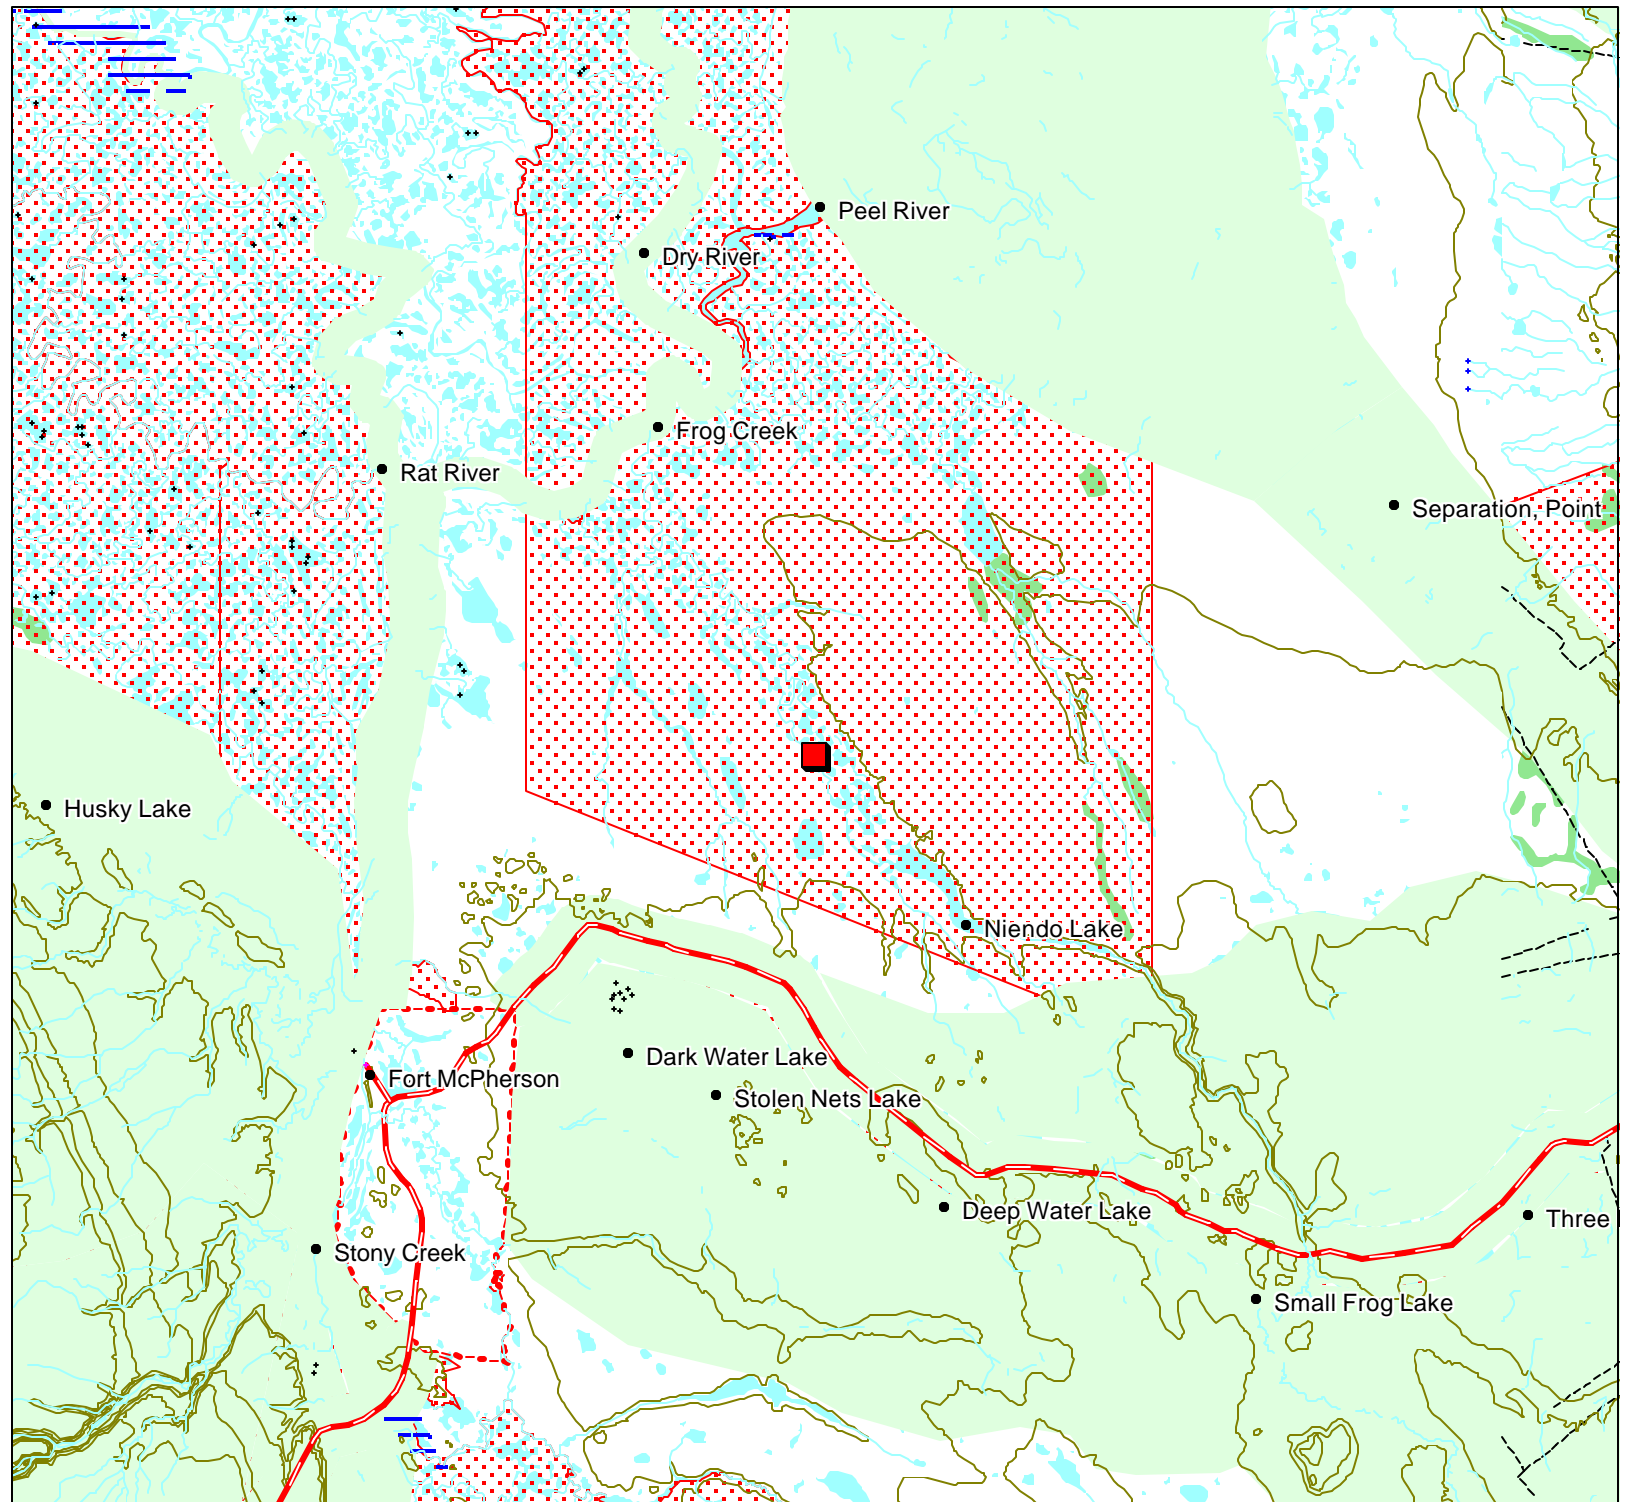 Peel River
Dry River
Frog Creek
Rat River
Separation, Point
Husky Lake
Niendo Lake
Dark Water Lake
Fort McPherson
Stolen Nets Lake
Deep Water Lake
Three
Stony Creek
Small Frog Lake